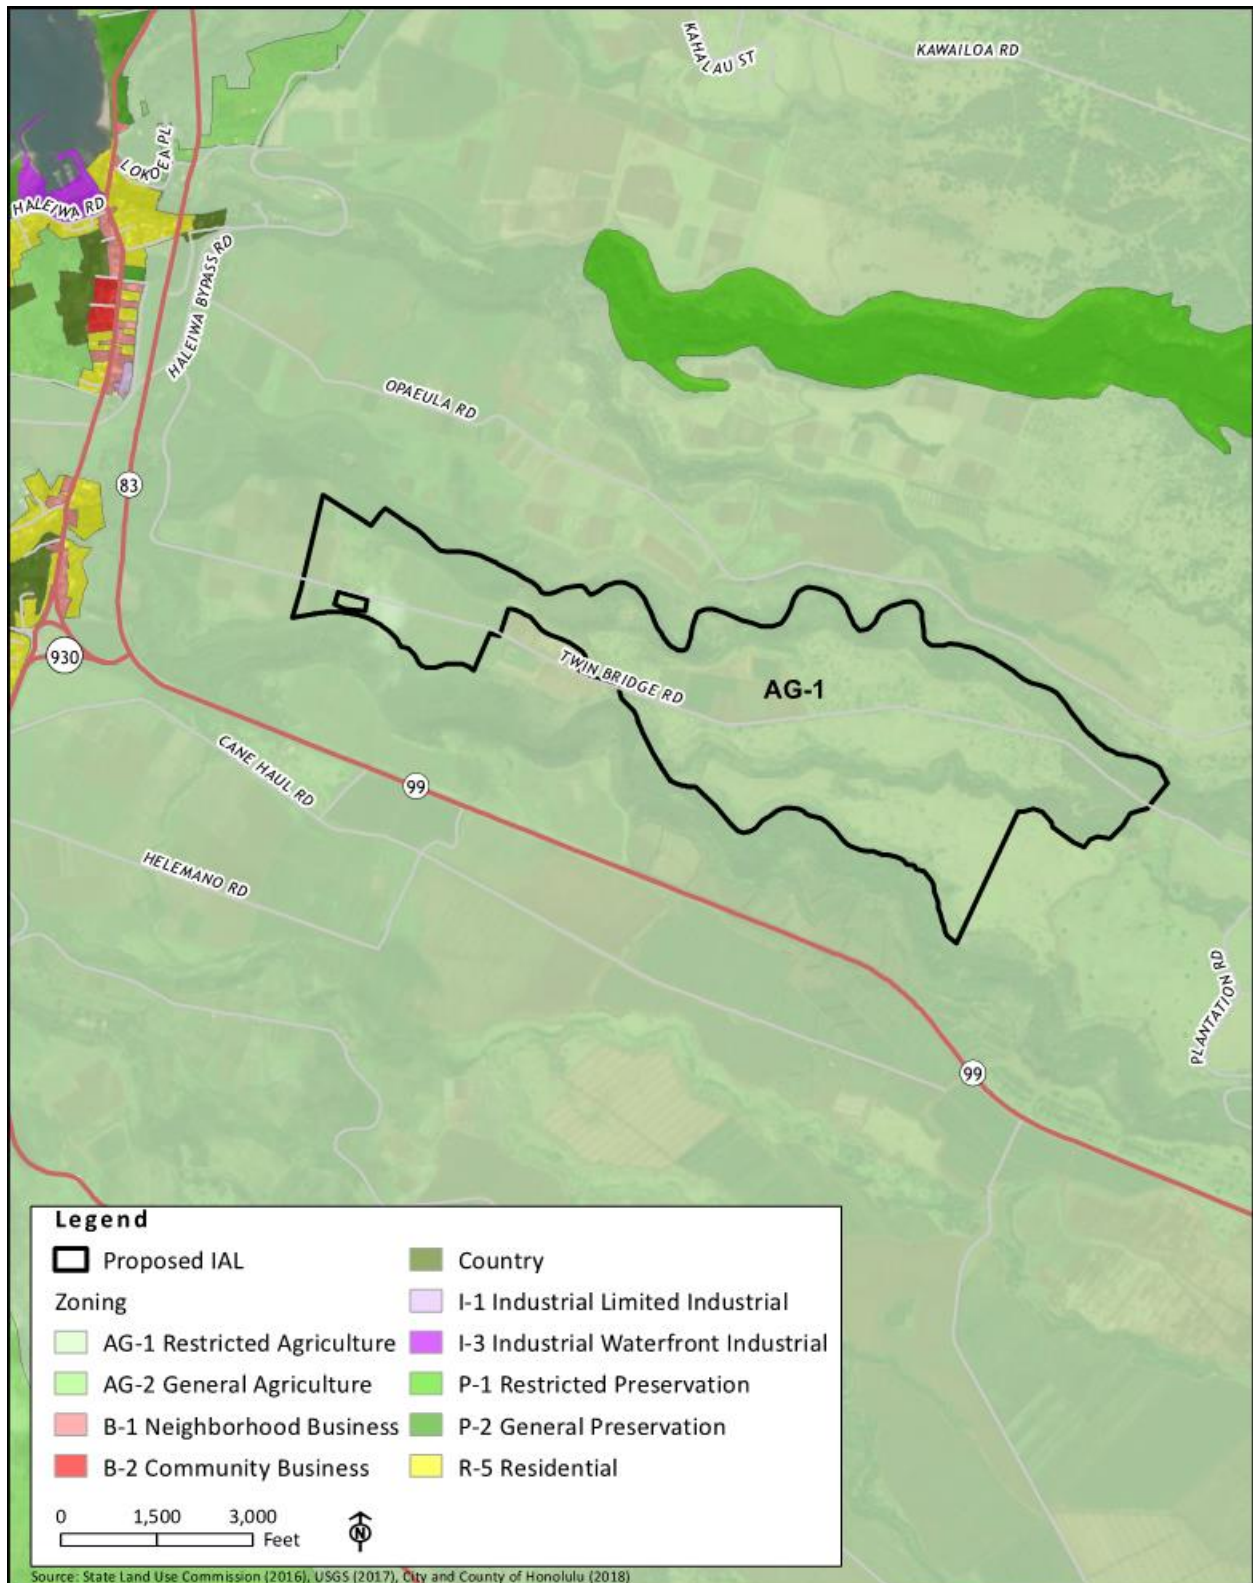 KAHALAU ST
KAWAILOA RD
LOKOEA PL
HALEIWA RD
HALEIWA BYPASS RD
OPAEULA RD
83
930
TWIN BRIDGE RD
AG-1
CANE HAUL RD
99
HELEMANO RD
PLANTATION RD
99
Legend
Proposed IAL
Zoning
AG-1 Restricted Agriculture
AG-2 General Agriculture
B-1 Neighborhood Business
B-2 Community Business
Country
I-1 Industrial Limited Industrial
I-3 Industrial Waterfront Industrial
P-1 Restricted Preservation
P-2 General Preservation
R-5 Residential
0 1,500 3,000
Feet
N
Source: State Land Use Commission (2016), USGS (2017), City and County of Honolulu (2018)